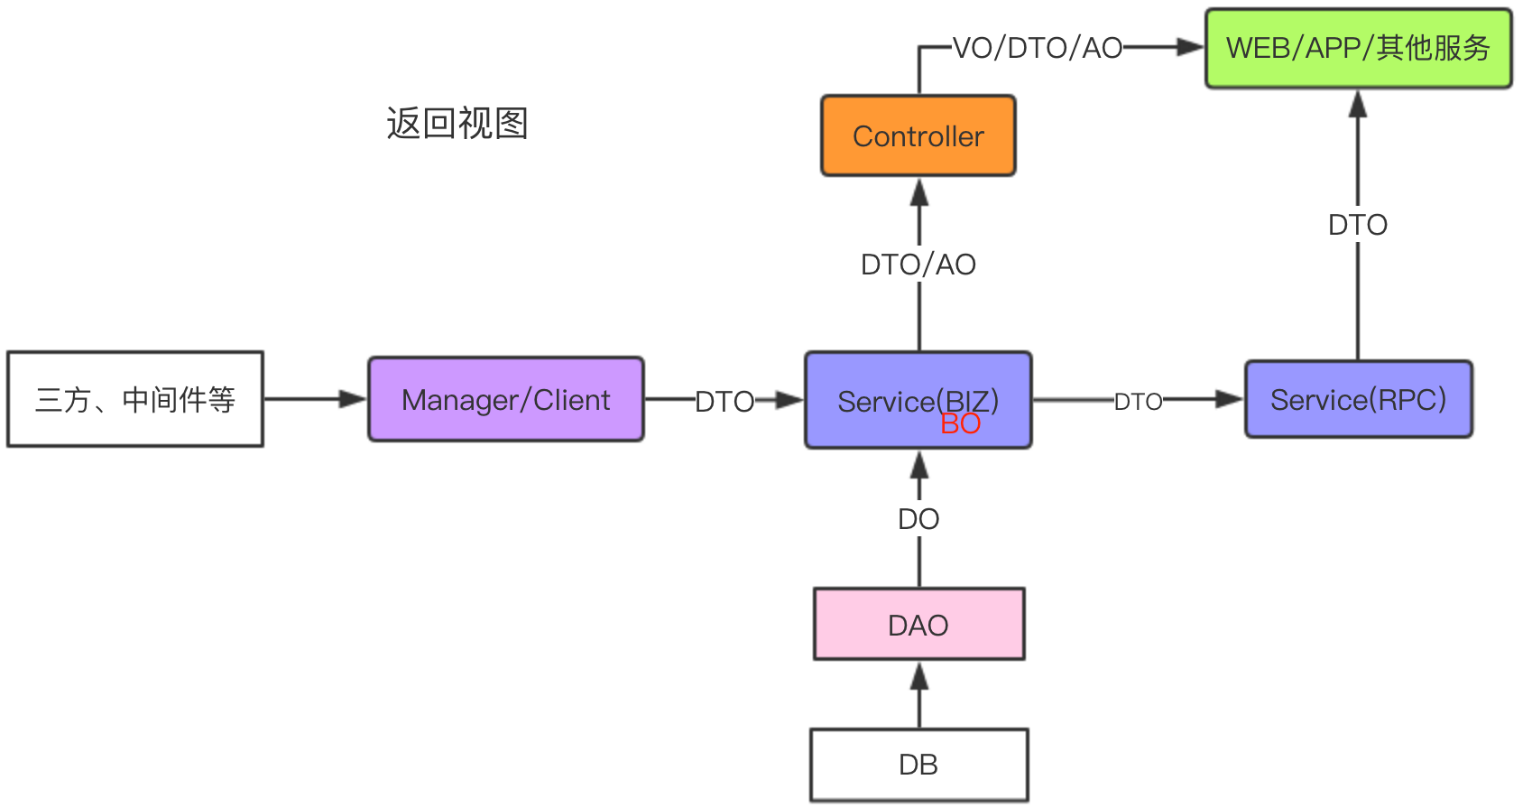 VO/DTO/AO
WEB/APP/其他服务
返回视图
Controller
DTO
DTO/AO
三方、中间件等
Manager/Client
DTO
Service(BIZ)
BO
DTO
Service(RPC)
DO
DAO
DB